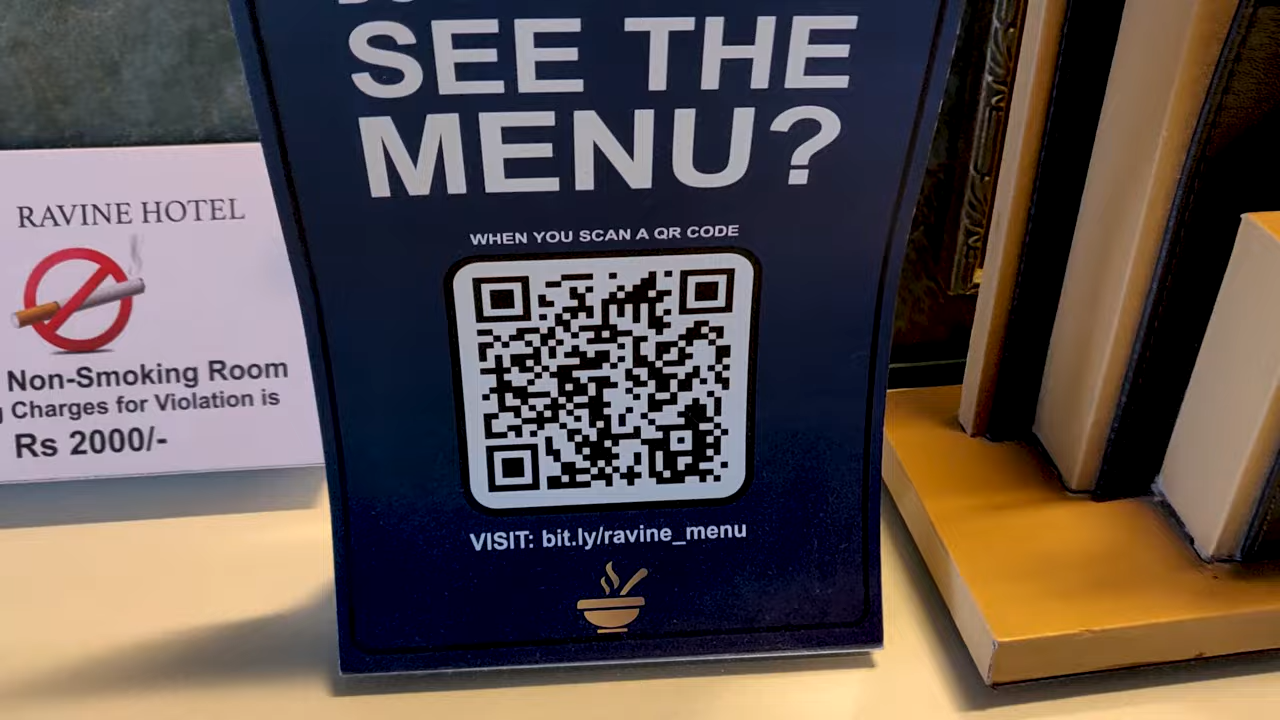 SEE THE
MENU?
WHEN YOU SCAN A QR CODE
VISIT: bit.ly/ravine_menu
RAVINE HOTEL
Non-Smoking Room
Charges for Violation is
Rs 2000/-